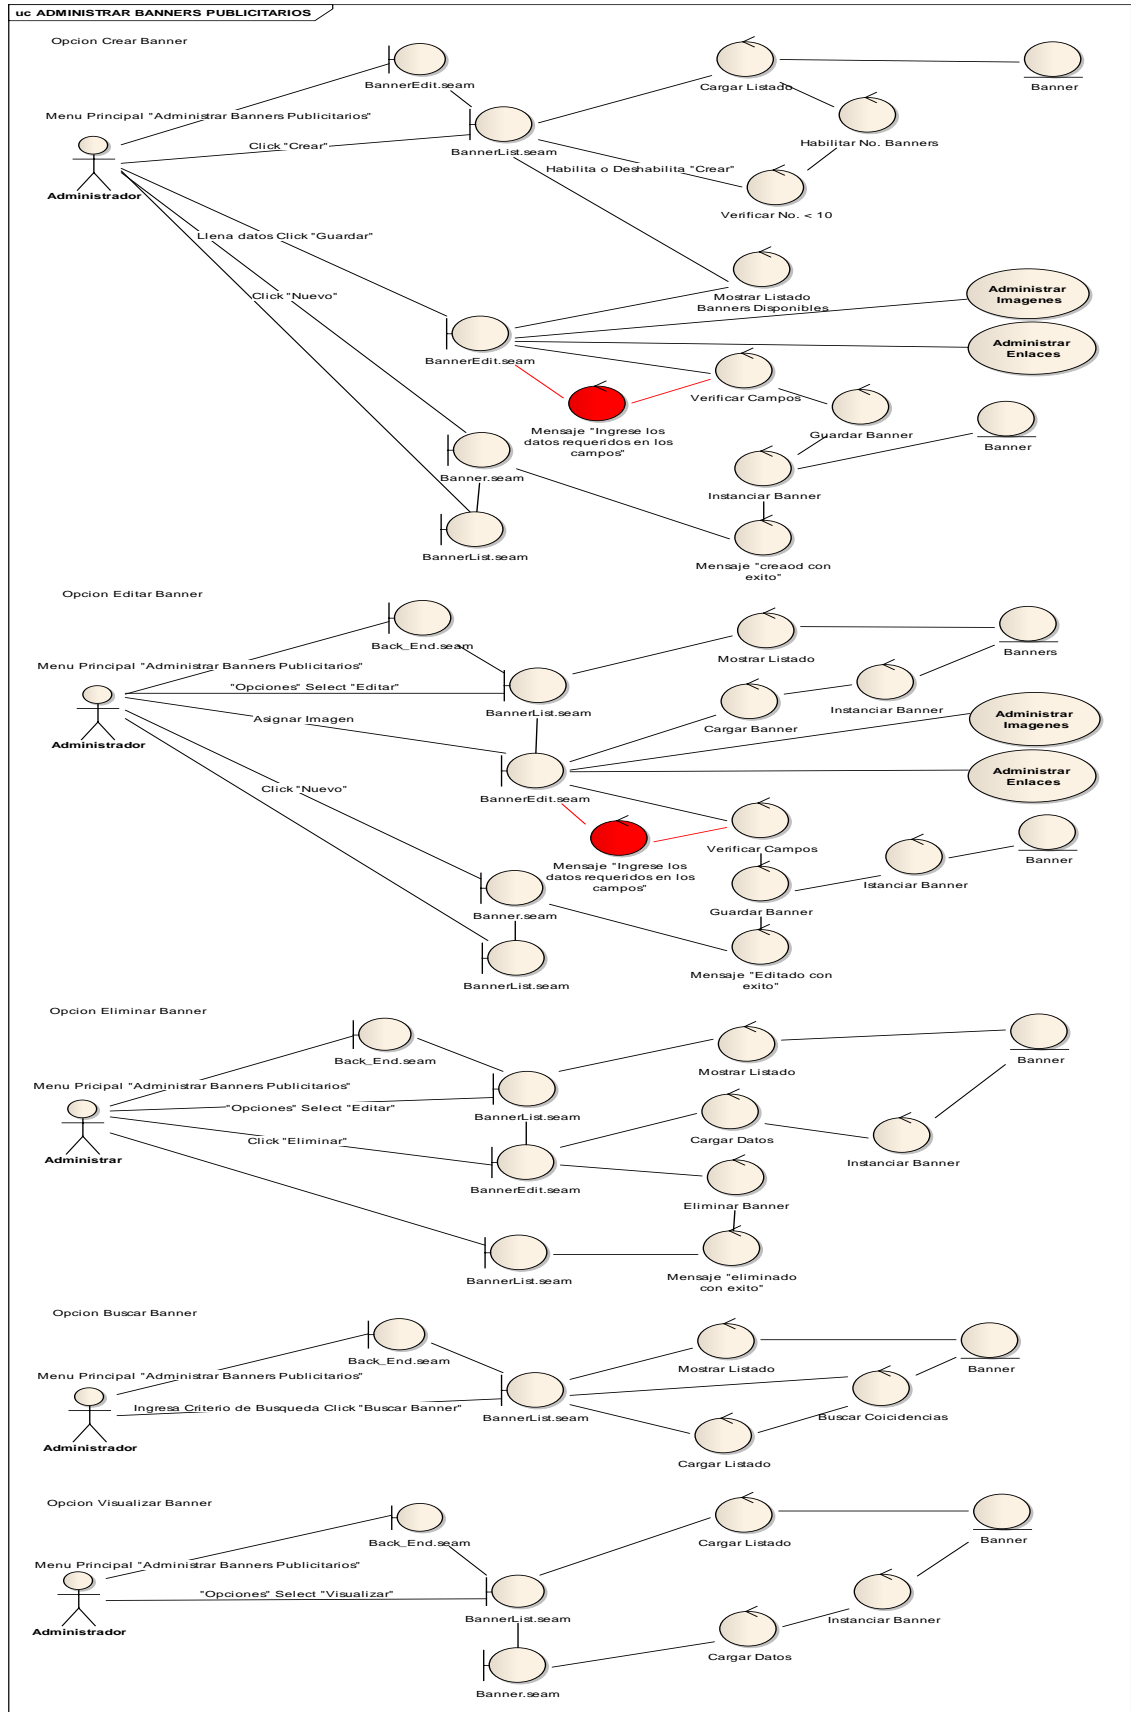 uc ADMINISTRAR BANNERS PUBLICITARIOS
Opcion Crear Banner
BannerEdit.seam
Cargar Listado
Banner
Menu Principal "Administrar Banners Publicitarios"
Click "Crear"
BannerList.seam
Habilitar No. Banners
Habilita o Deshabilita "Crear"
Administrador
Verificar No. < 10
Llena datos Click "Guardar"
Click "Nuevo"
Mostrar Listado
Banners Disponibles
Administrar
Imagenes
Administrar
Enlaces
BannerEdit.seam
Verificar Campos
Mensaje "Ingrese los
datos requeridos en los
campos"
Guardar Banner
Banner
Banner.seam
Instanciar Banner
BannerList.seam
Mensaje "creaod con
exito"
Opcion Editar Banner
Back_End.seam
Mostrar Listado
Banners
Menu Principal "Administrar Banners Publicitarios"
"Opciones" Select "Editar"
BannerList.seam
Instanciar Banner
Asignar Imagen
Cargar Banner
Administrador
Administrar
Imagenes
Administrar
Enlaces
Click "Nuevo"
BannerEdit.seam
Verificar Campos
Mensaje "Ingrese los
datos requeridos en los
campos"
Banner
Istanciar Banner
Guardar Banner
Banner.seam
BannerList.seam
Mensaje "Editado con
exito"
Opcion Eliminar Banner
Back_End.seam
Mostrar Listado
Banner
Menu Pricipal "Administrar Banners Publicitarios"
"Opciones" Select "Editar"
BannerList.seam
Click "Eliminar"
Cargar Datos
Administrar
Instanciar Banner
BannerEdit.seam
Eliminar Banner
BannerList.seam
Mensaje "eliminado
con exito"
Opcion Buscar Banner
Back_End.seam
Mostrar Listado
Banner
Menu Principal "Administrar Banners Publicitarios"
Ingresa Criterio de Busqueda Click "Buscar Banner"
BannerList.seam
Buscar Coicidencias
Administrador
Cargar Listado
Opcion Visualizar Banner
Back_End.seam
Cargar Listado
Banner
Menu Principal "Administrar Banners Publicitarios"
"Opciones" Select "Visualizar"
BannerList.seam
Instanciar Banner
Administrador
Cargar Datos
Banner.seam